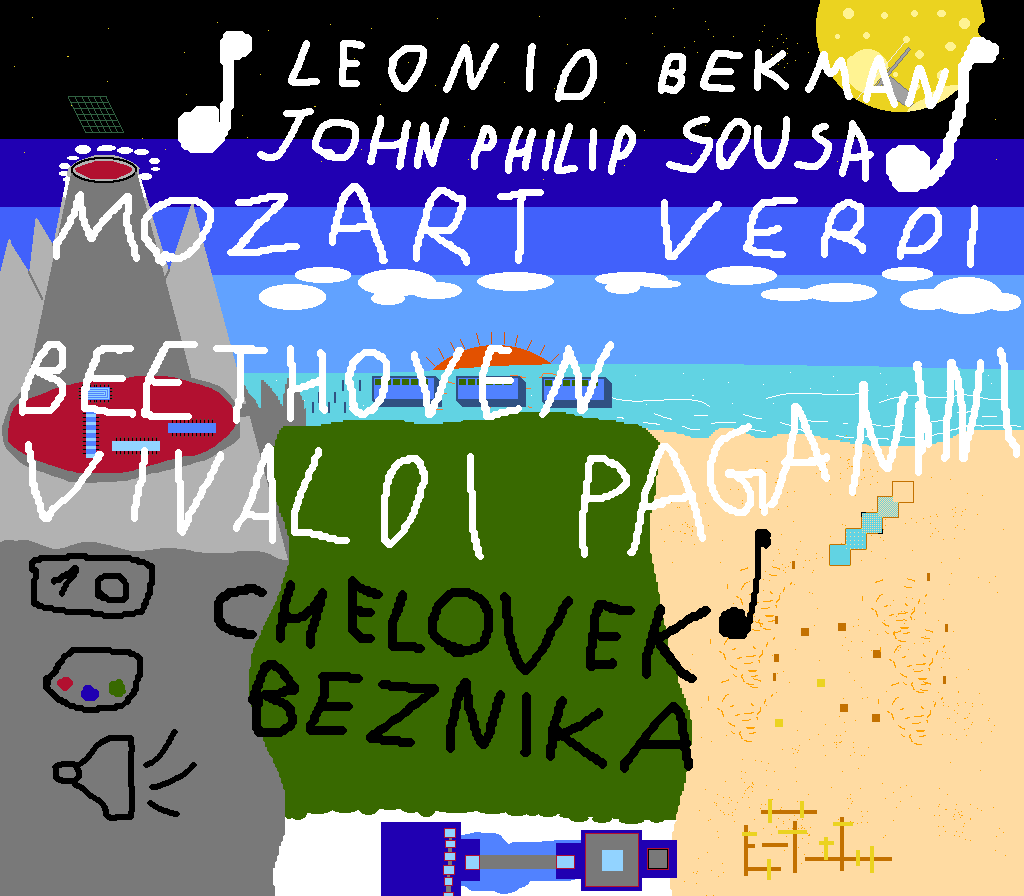 LEONID BEKMAN
JOHN PHILIP SOUSA
MOZART VERDI
BEETHOVEN
VIVALDI PAGANINI
10
CHELOVEK
BEZNIKA